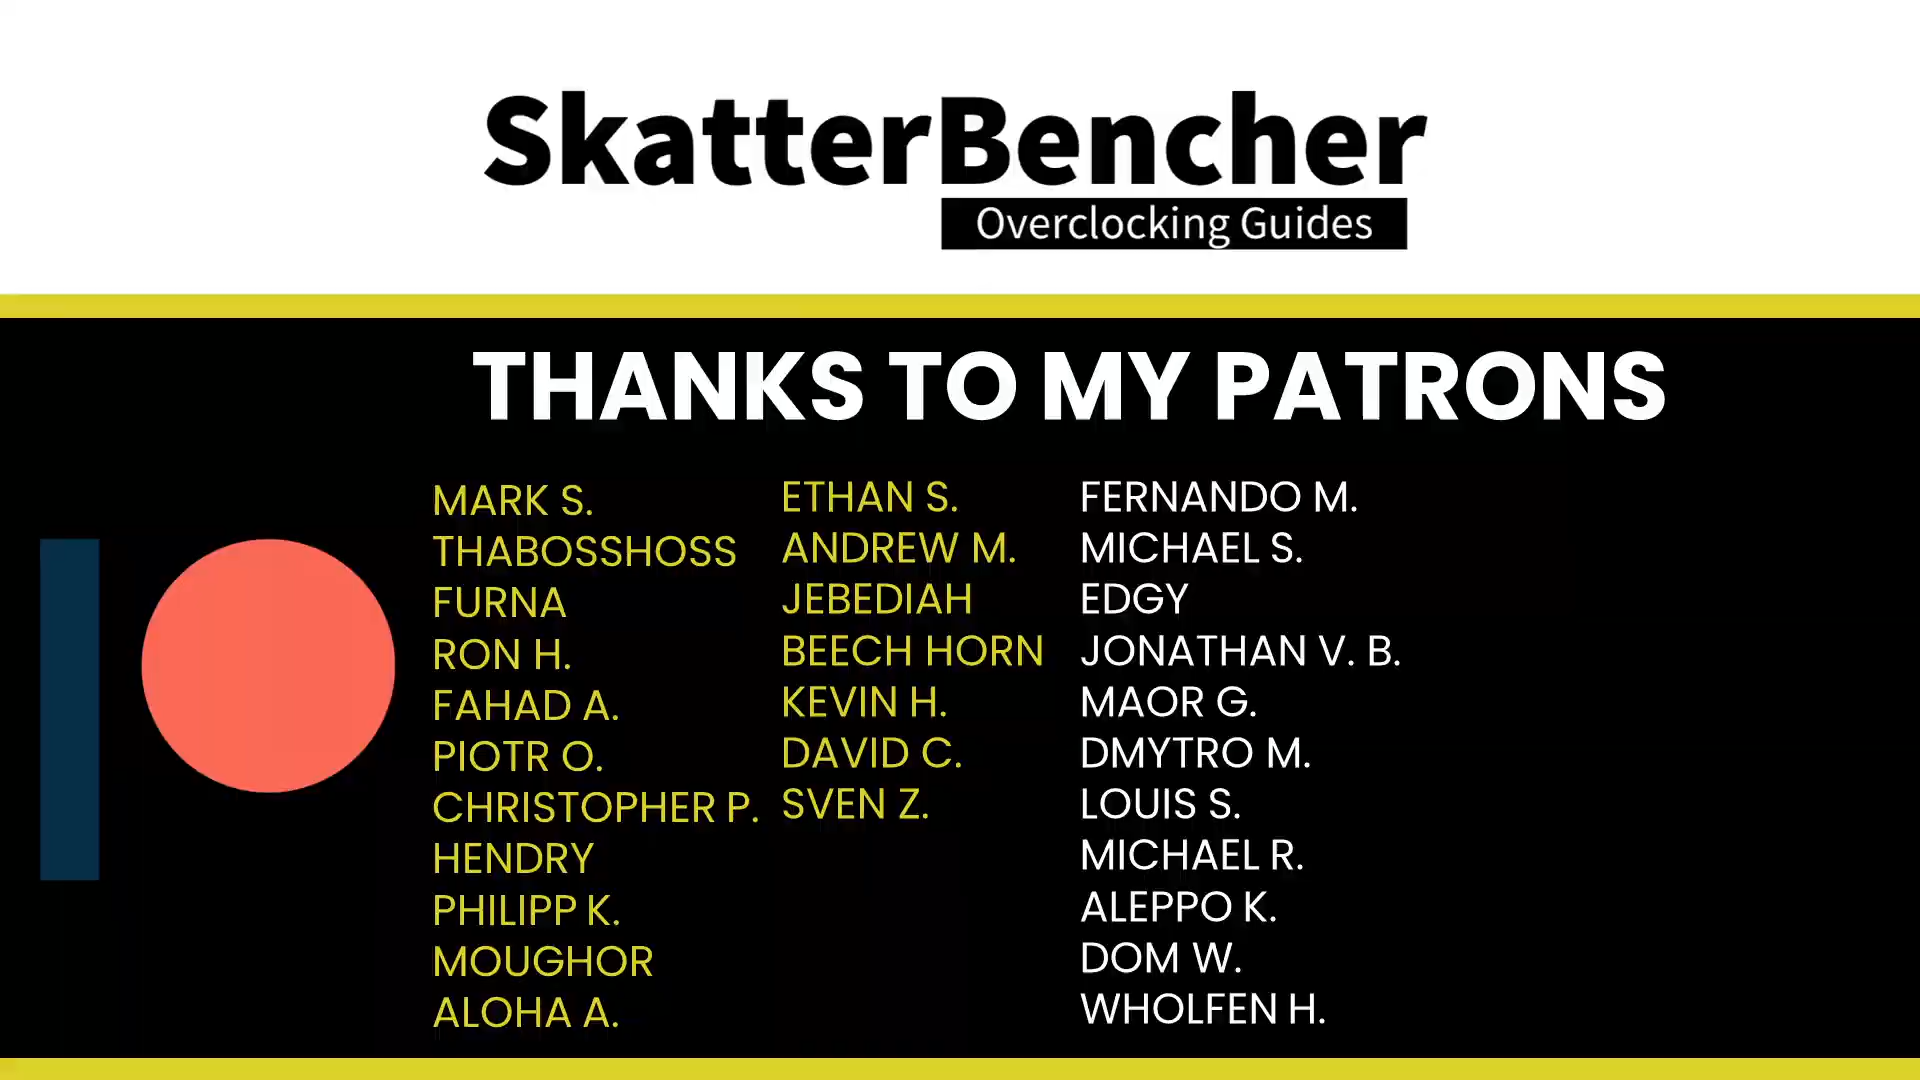 SkatterBencher
Overclocking Guides
THANKS TO MY PATRONS
MARK S.
THABOSSHOSS
FURNA
RON H.
FAHAD A.
PIOTR O.
CHRISTOPHER P.
HENDRY
PHILIPP K.
MOUGHOR
ALOHA A.
ETHAN S.
ANDREW M.
JEBEDIAH
BEECH HORN
KEVIN H.
DAVID C.
SVEN Z.
FERNANDO M.
MICHAEL S.
EDGY
JONATHAN V. B.
MAOR G.
DMYTRO M.
LOUIS S.
MICHAEL R.
ALEPPO K.
DOM W.
WHOLFEN H.